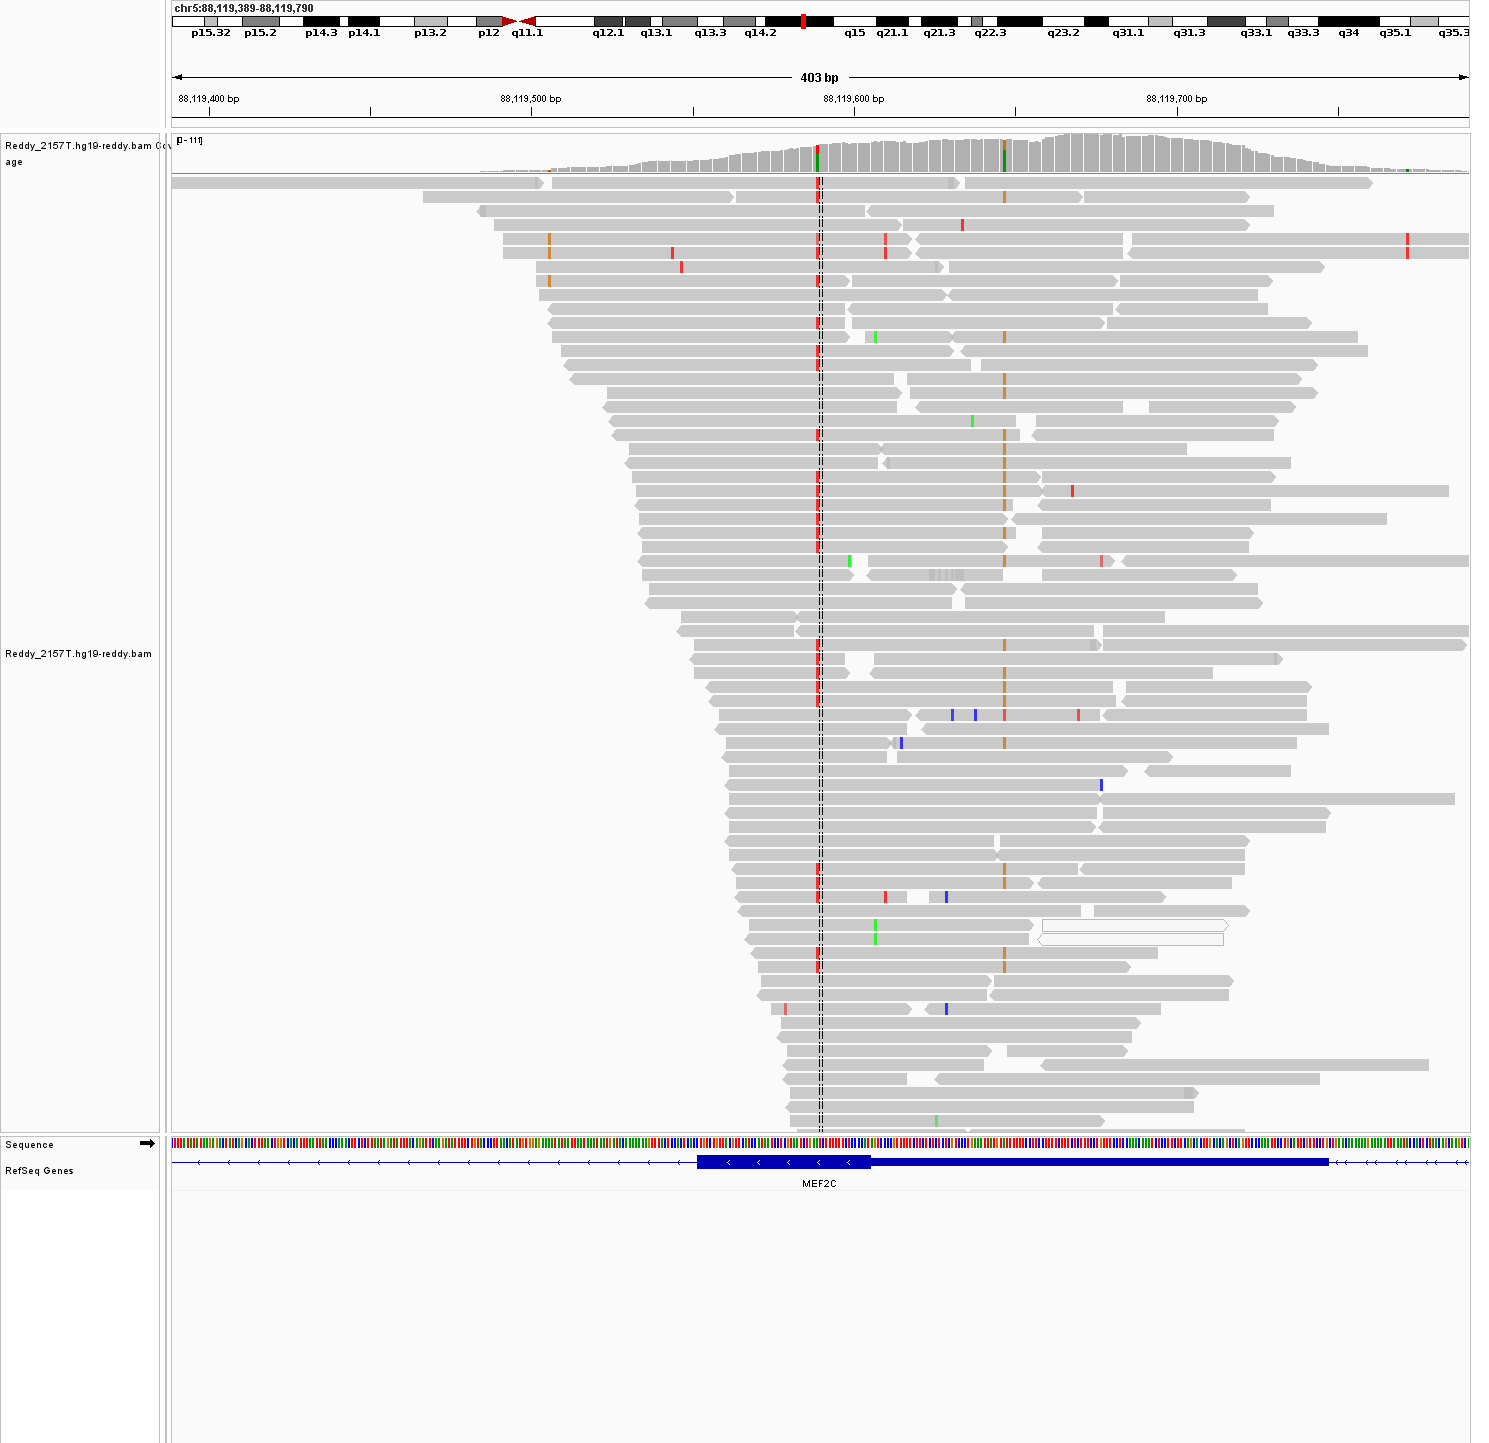 chr5:88,119,389-88,119,790
p15.32 p15.2 p14.3 p14.1 p13.2 p12 q11.1 q12.1 q13.1 q13.3 q14.2 q15 q21.1 q21.3 q22.3 q23.2 q31.1 q31.3 q33.1 q33.3 q34 q35.1 q35.3
403 bp
88,119,400 bp 88,119,500 bp 88,119,600 bp 88,119,700 bp
[0 - 111]
Reddy_2157T.hg19-reddy.bam Cov
age
Reddy_2157T.hg19-reddy.bam
Sequence
RefSeq Genes
MEF2C